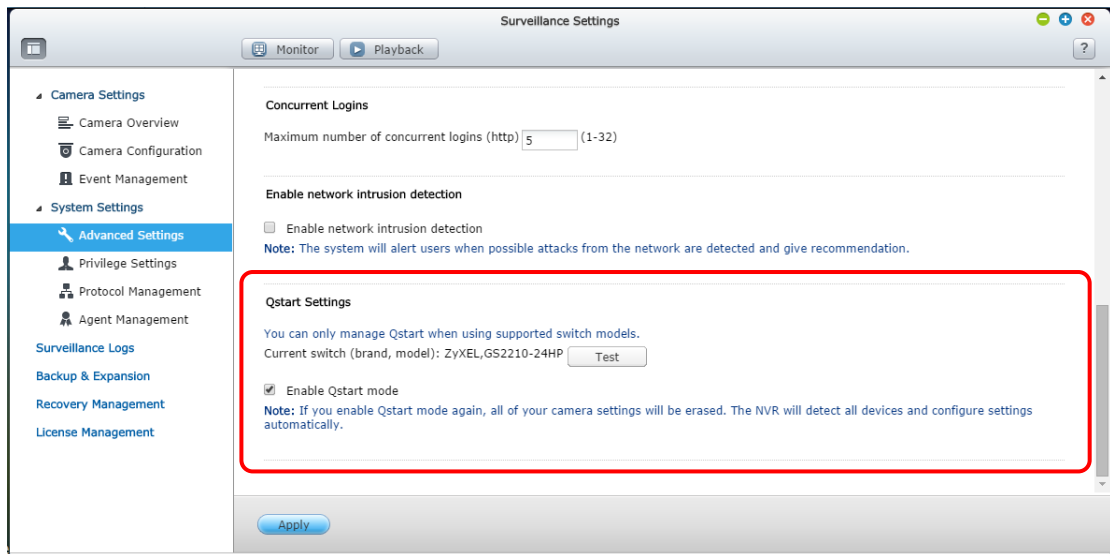 Surveillance Settings
Monitor
Playback
?
Camera Settings
Camera Overview
Camera Configuration
Event Management
System Settings
Advanced Settings
Privilege Settings
Protocol Management
Agent Management
Surveillance Logs
Backup & Expansion
Recovery Management
License Management
Concurrent Logins
Maximum number of concurrent logins (http) 5 (1-32)
Enable network intrusion detection
Enable network intrusion detection
Note: The system will alert users when possible attacks from the network are detected and give recommendation.
Qstart Settings
You can only manage Qstart when using supported switch models.
Current switch (brand, model): ZyXEL,GS2210-24HP Test
Enable Qstart mode
Note: If you enable Qstart mode again, all of your camera settings will be erased. The NVR will detect all devices and configure settings
automatically.
Apply